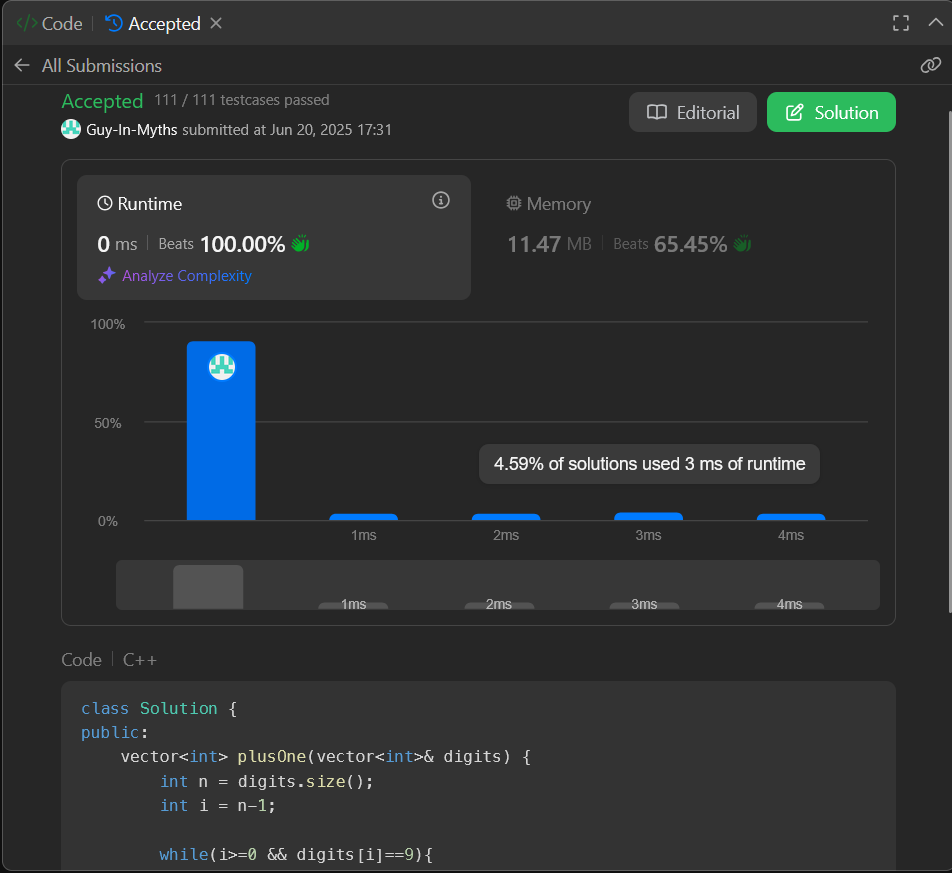 </> Code | Accepted
All Submissions
Accepted 111 / 111 testcases passed
Guy-In-Myths submitted at Jun 20, 2025 17:31
Editorial
Solution
Runtime
0 ms | Beats 100.00%
Analyze Complexity
Memory
11.47 MB | Beats 65.45%
100%
50%
4.59% of solutions used 3 ms of runtime
0%
1ms 2ms 3ms 4ms
1ms 2ms 3ms 4ms
Code | C++
class Solution {
public:
    vector<int> plusOne(vector<int>& digits) {
        int n = digits.size();
        int i = n-1;
        while(i>=0 && digits[i]==9){